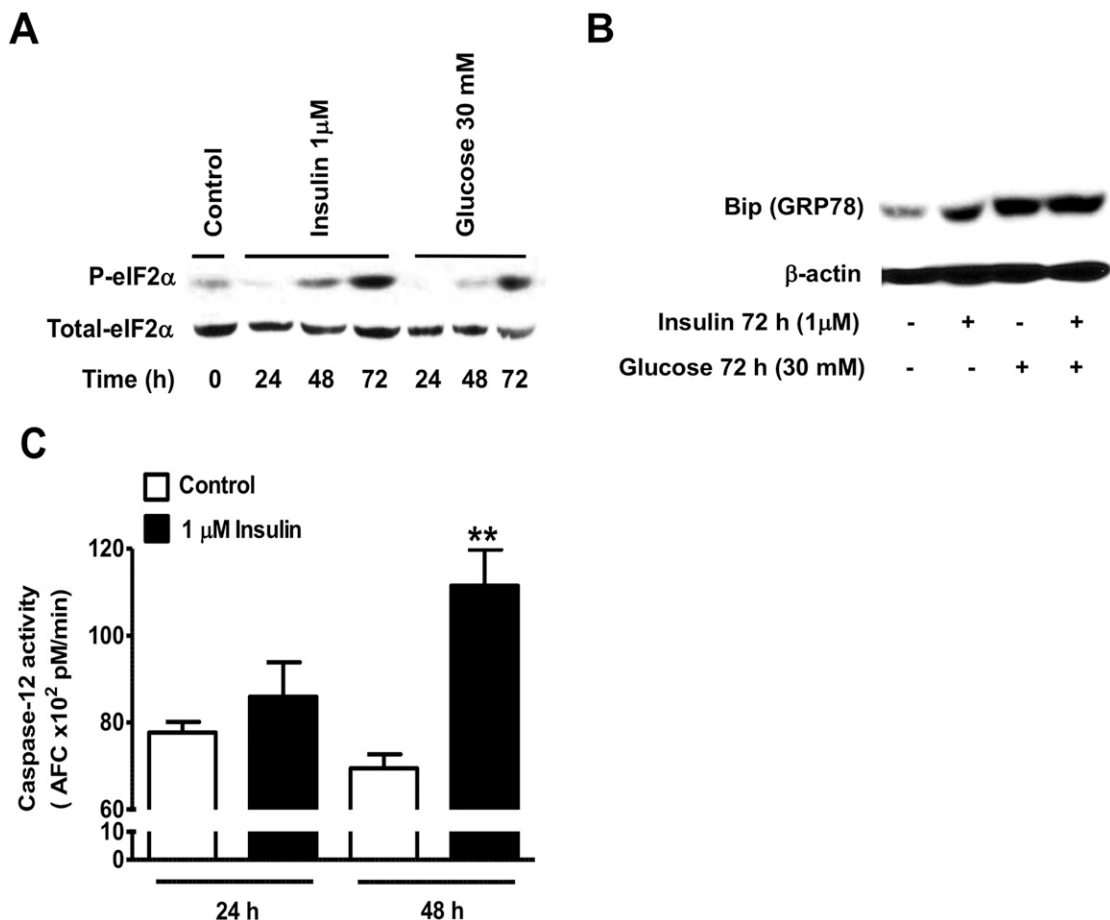 A
Control
Insulin 1μM
Glucose 30 mM
P-eIF2α
Total-eIF2α
Time (h) 0 24 48 72 24 48 72
B
Bip (GRP78)
β-actin
Insulin 72 h (1μM) - + - +
Glucose 72 h (30 mM) - - + +
C
Control
1 μM Insulin
Caspase-12 activity
( AFC x10² pM/min)
120
100
80
60
10
0
**
24 h
48 h